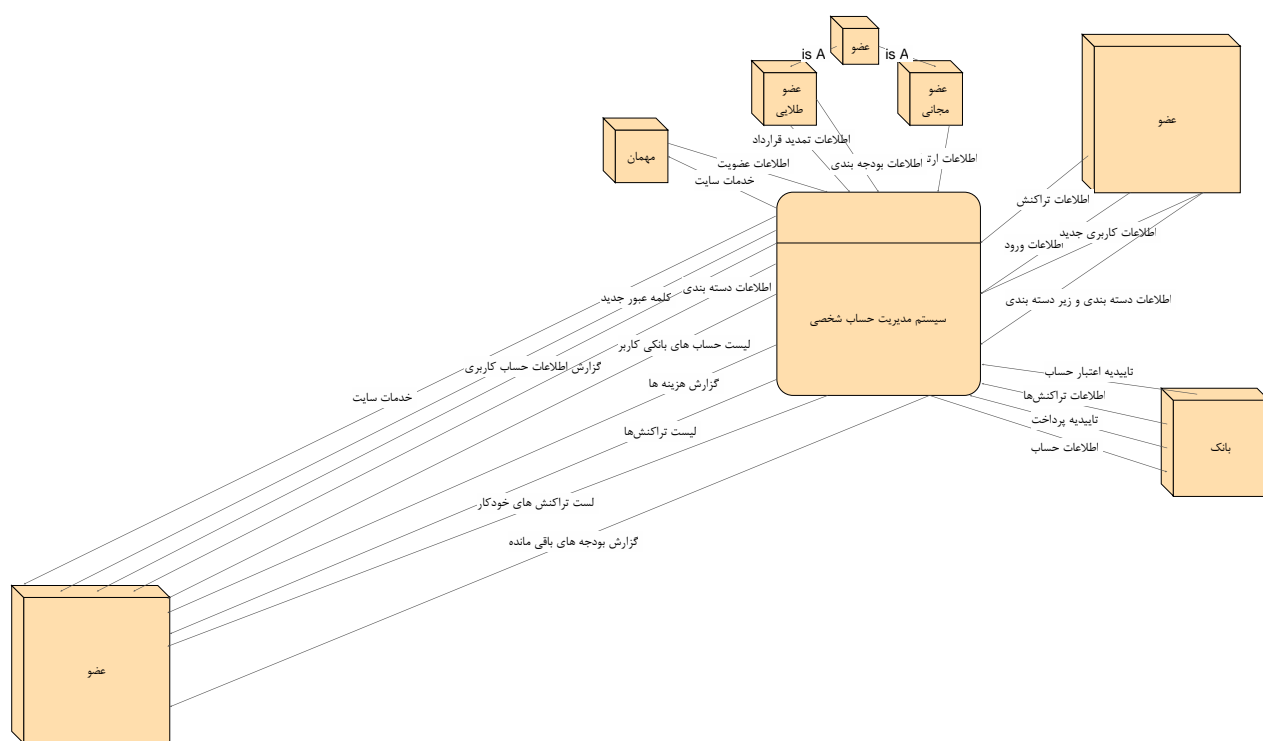 عضو
is A
is A
عضو
طلایی
عضو
مجانی
عضو
مهمان
اطلاعات تمدید قرارداد
اطلاعات بودجه بندی
اطلاعات
اطلاعات عضویت
خدمات سایت
اطلاعات تراکنش
اطلاعات کاربری جدید
اطلاعات ورود
اطلاعات دسته بندی و زیر دسته بندی
سیستم مدیریت حساب شخصی
اطلاعات دسته بندی
کلمه عبور جدید
لیست حساب های بانکی کاربر
گزارش اطلاعات حساب کاربری
گزارش هزینه ها
خدمات سایت
لیست تراکنش‌ها
تاییدیه اعتبار حساب
اطلاعات تراکنش‌ها
تاییدیه پرداخت
اطلاعات حساب
بانک
لست تراکنش های خودکار
گزارش بودجه های باقی مانده
عضو